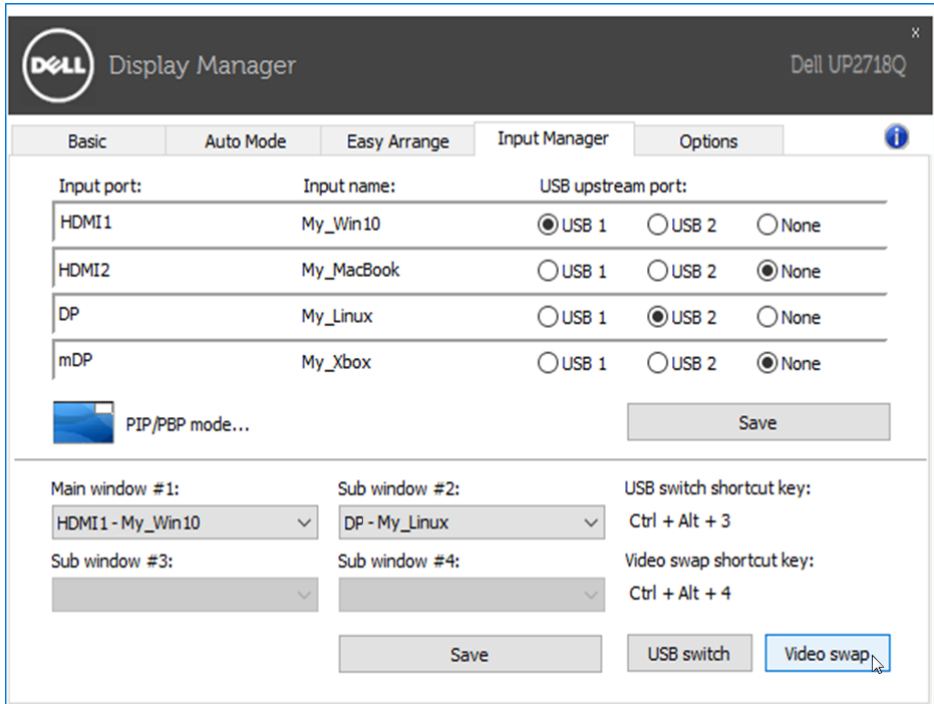 x
DELL Display Manager Dell UP2718Q
Basic Auto Mode Easy Arrange Input Manager Options i
Input port: Input name: USB upstream port:
HDMI1 My_Win10 USB 1 USB 2 None
HDMI2 My_MacBook USB 1 USB 2 None
DP My_Linux USB 1 USB 2 None
mDP My_Xbox USB 1 USB 2 None
PIP/PBP mode... Save
Main window #1: Sub window #2: USB switch shortcut key:
HDMI1 - My_Win10 DP - My_Linux Ctrl + Alt + 3
Sub window #3: Sub window #4: Video swap shortcut key:
Ctrl + Alt + 4
Save USB switch Video swap